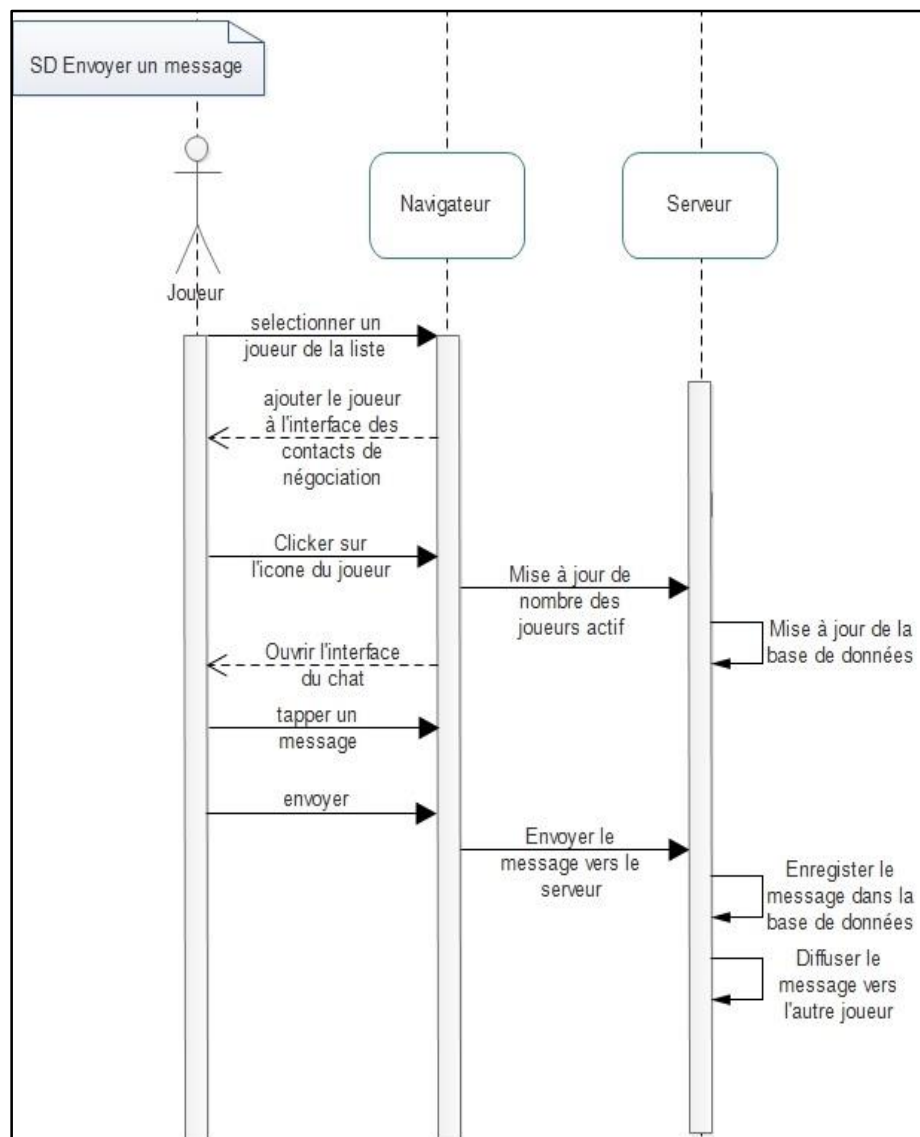 SD Envoyer un message
Navigateur
Serveur
Joueur
selectionner un
joueur de la liste
ajouter le joueur
à l'interface des
contacts de
négociation
Clicker sur
l'icone du joueur
Mise à jour de
nombre des
joueurs actif
Mise à jour de la
base de données
Ouvrir l'interface
du chat
tapper un
message
envoyer
Envoyer le
message vers le
serveur
Enregister le
message dans la
base de données
Diffuser le
message vers
l'autre joueur